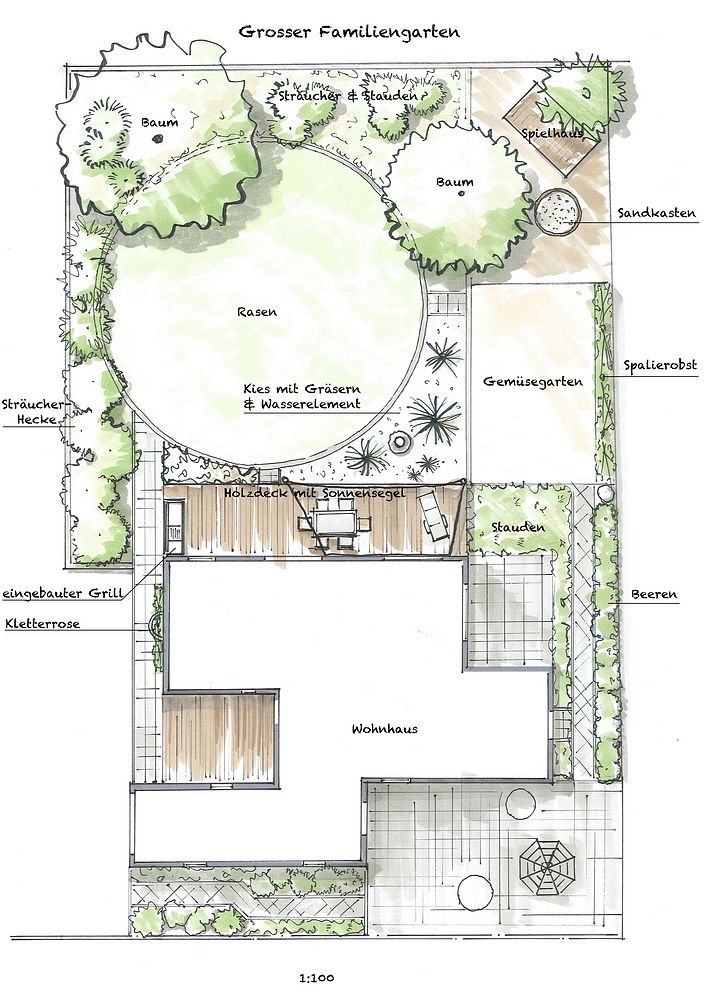 Grosser Familiengarten
Sträucher & Stauden
Baum
Spielhaus
Baum
Sandkasten
Rasen
Spalierobst
Gemüsegarten
Kies mit Gräsern
& Wasserelement
Sträucher-
Hecke
Holzdeck mit Sonnensegel
Stauden
eingebauter Grill
Beeren
Kletterrose
Wohnhaus
1:100